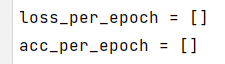 loss_per_epoch = []
acc_per_epoch = []